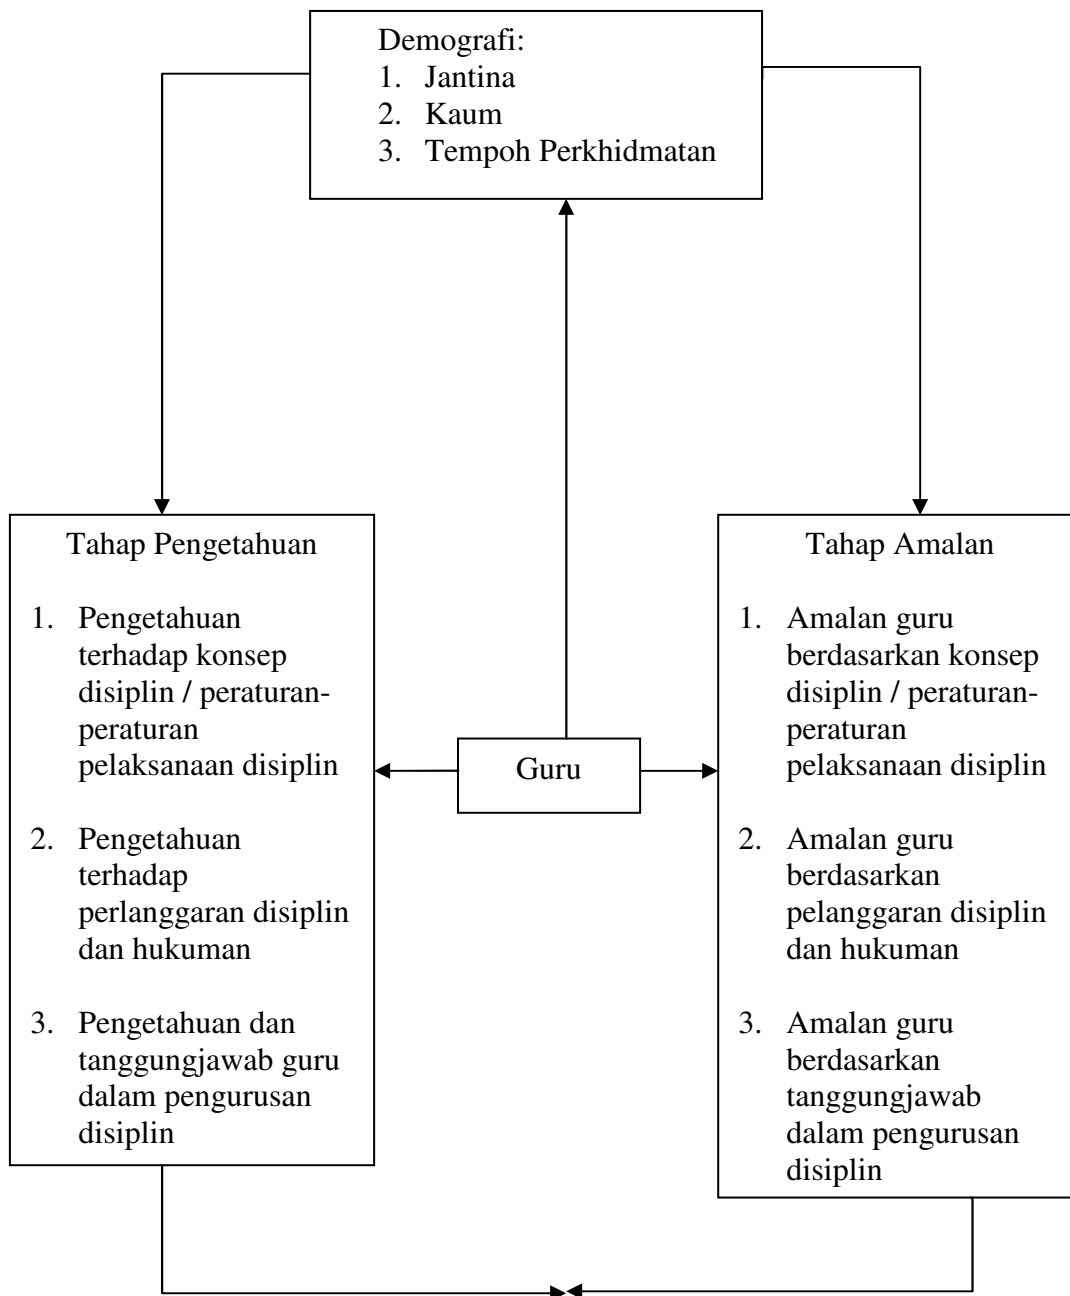 Demografi:
1. Jantina
2. Kaum
3. Tempoh Perkhidmatan
Tahap Pengetahuan
1. Pengetahuan
terhadap konsep
disiplin / peraturan-
peraturan
pelaksanaan disiplin
2. Pengetahuan
terhadap
perlanggaran disiplin
dan hukuman
3. Pengetahuan dan
tanggungjawab guru
dalam pengurusan
disiplin
Guru
Tahap Amalan
1. Amalan guru
berdasarkan konsep
disiplin / peraturan-
peraturan
pelaksanaan disiplin
2. Amalan guru
berdasarkan
pelanggaran disiplin
dan hukuman
3. Amalan guru
berdasarkan
tanggungjawab
dalam pengurusan
disiplin